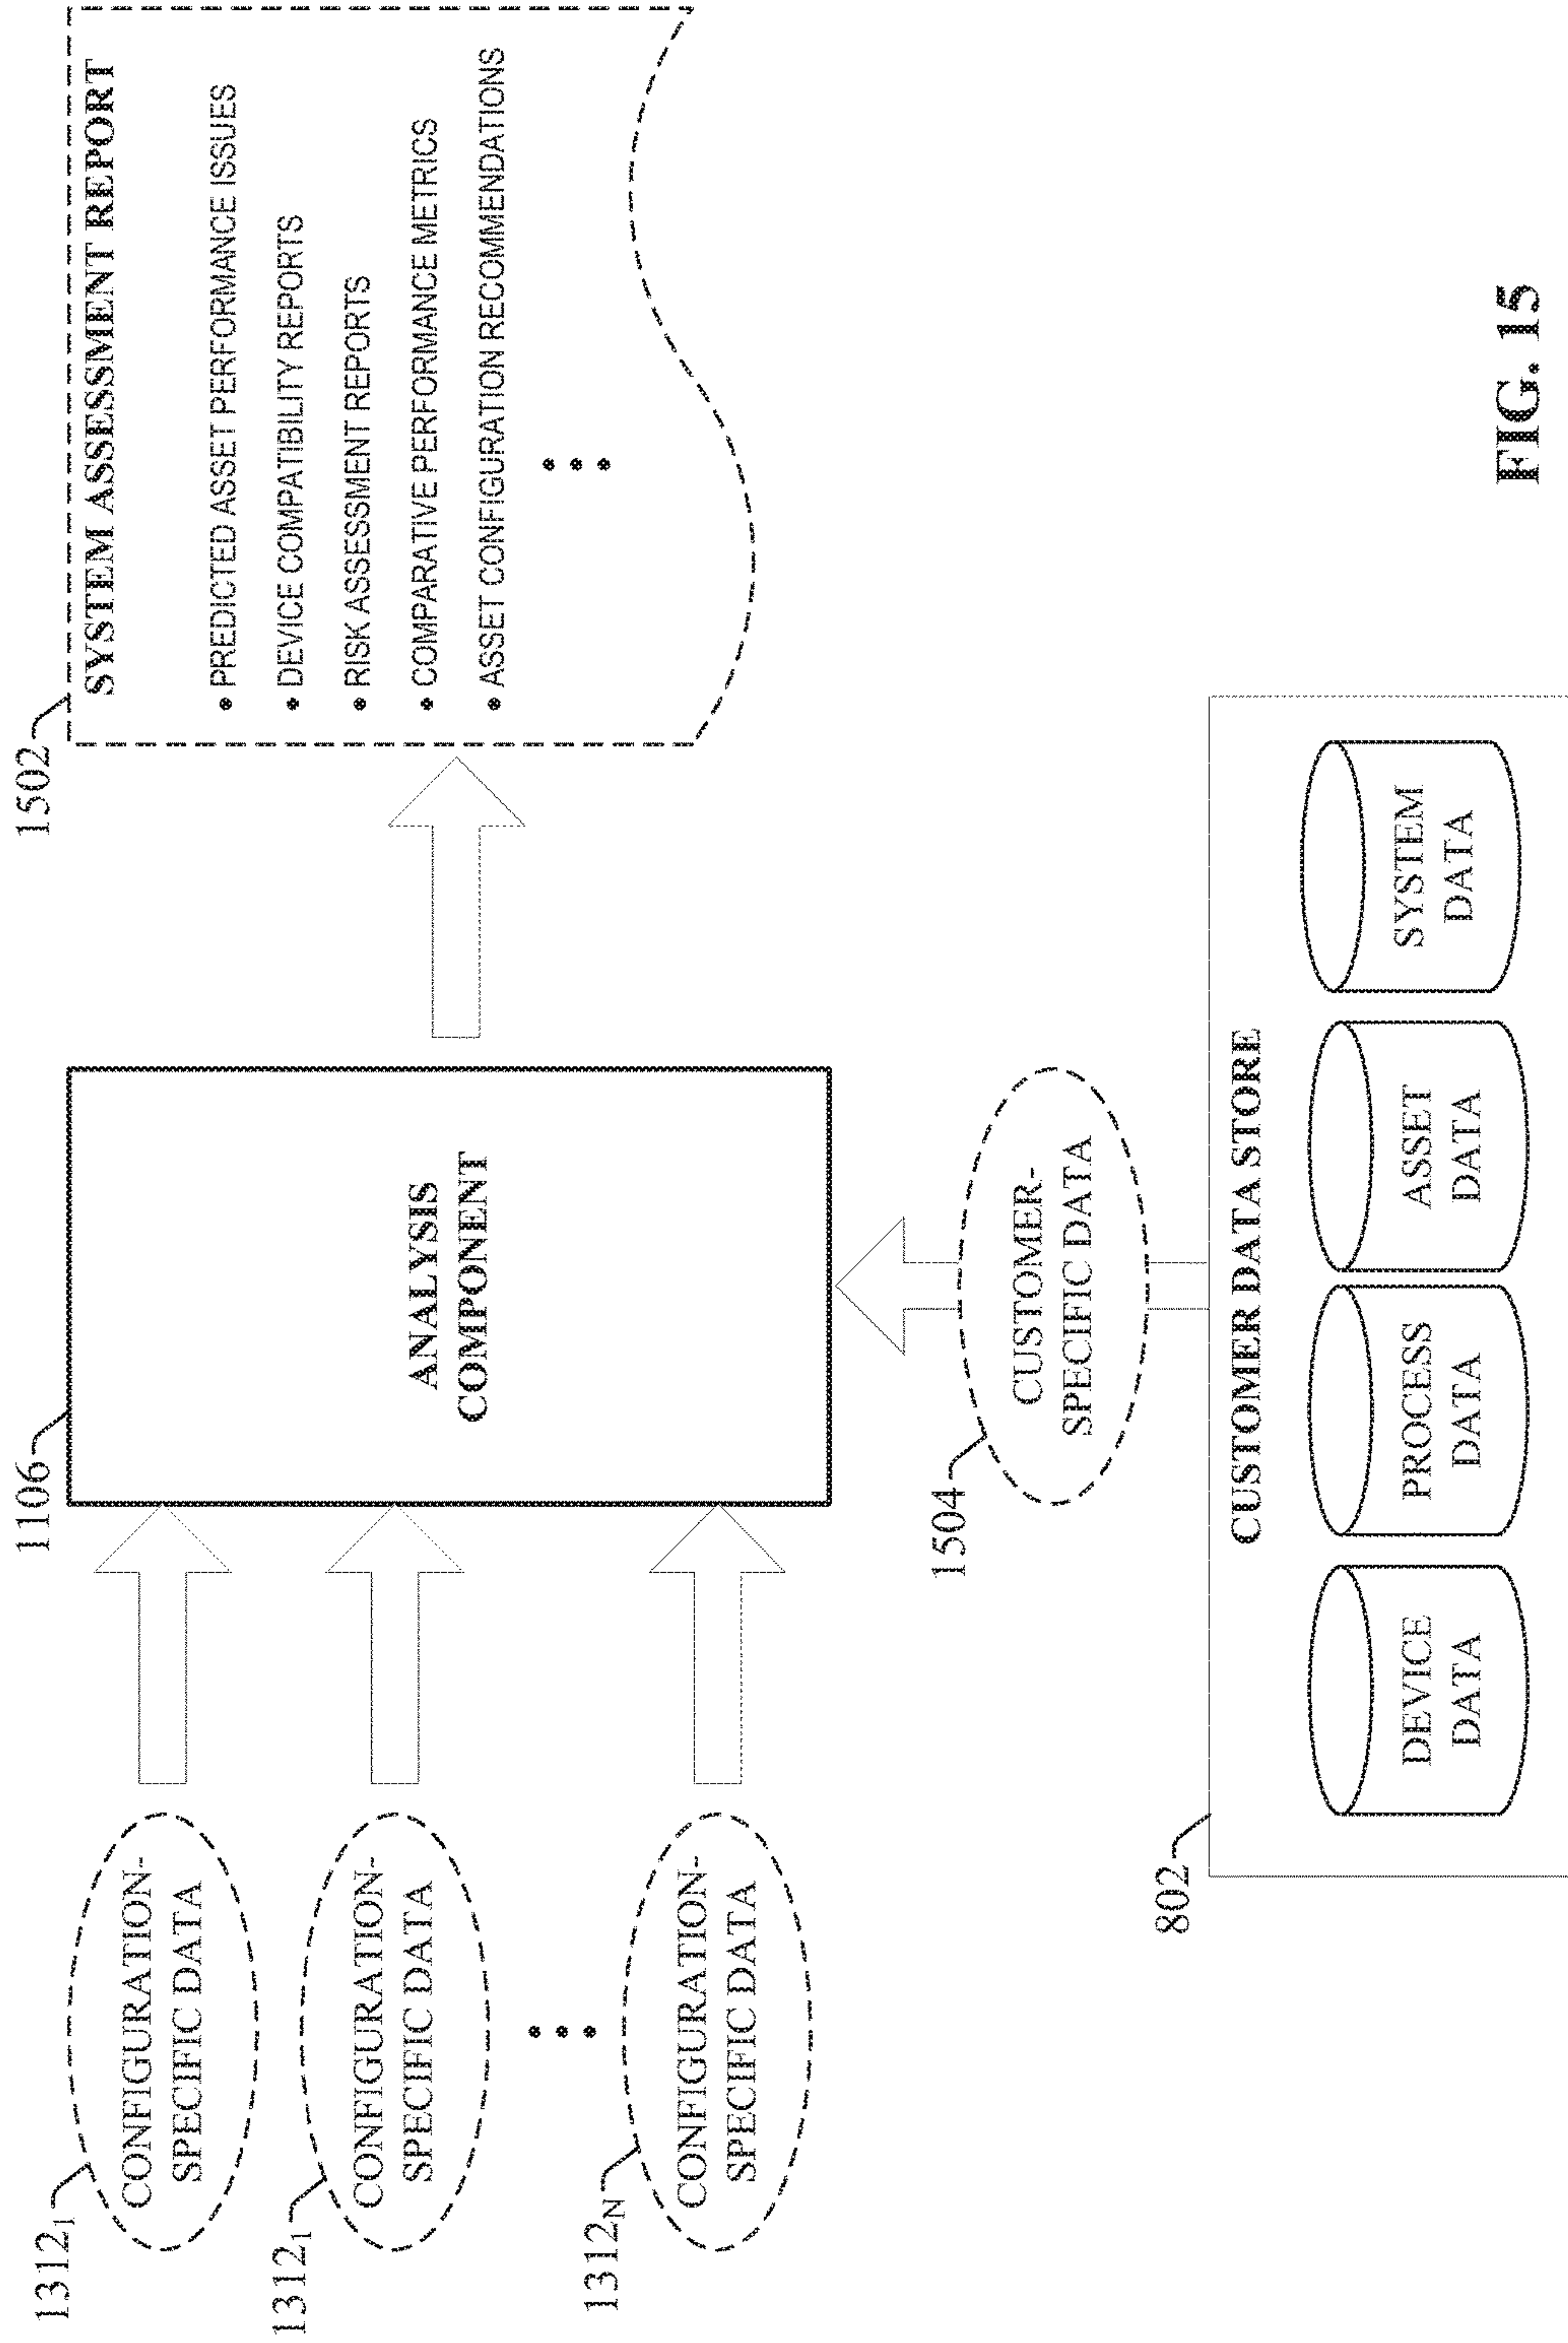 1312₁
CONFIGURATION-
SPECIFIC DATA
1312₁
CONFIGURATION-
SPECIFIC DATA
1312N
CONFIGURATION-
SPECIFIC DATA
1106
ANALYSIS
COMPONENT
1502
SYSTEM ASSESSMENT REPORT
• PREDICTED ASSET PERFORMANCE ISSUES
• DEVICE COMPATIBILITY REPORTS
• RISK ASSESSMENT REPORTS
• COMPARATIVE PERFORMANCE METRICS
• ASSET CONFIGURATION RECOMMENDATIONS
1504
CUSTOMER-
SPECIFIC DATA
802
CUSTOMER DATA STORE
DEVICE
DATA
PROCESS
DATA
ASSET
DATA
SYSTEM
DATA
FIG. 15